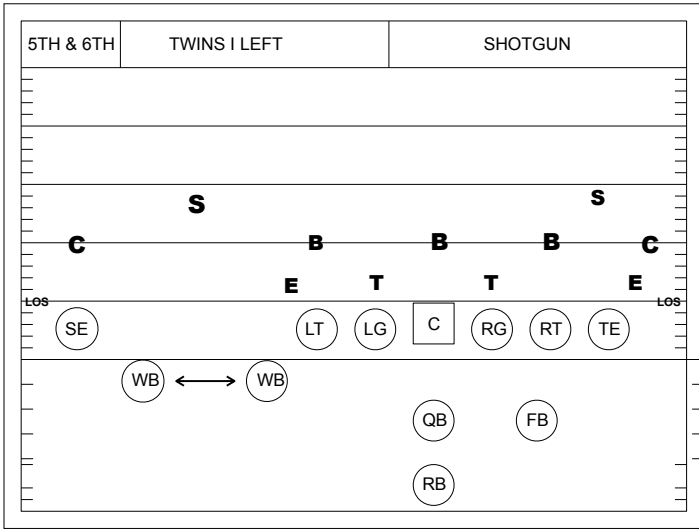 5TH & 6TH TWINS I LEFT SHOTGUN
S S
C B B B C
E T T E
LOS LOS
SE LT LG C RG RT TE
WB WB
QB FB
RB